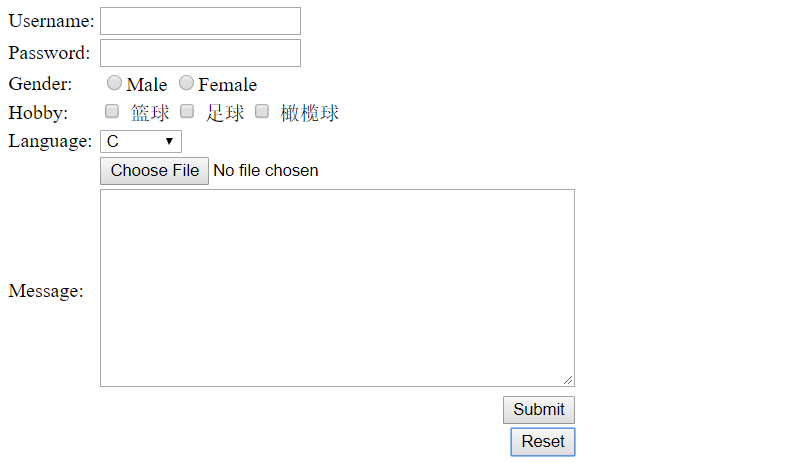 Username:
Password:
Gender: Male Female
Hobby: 篮球 足球 橄榄球
Language: C
Choose File No file chosen
Message:
Submit
Reset